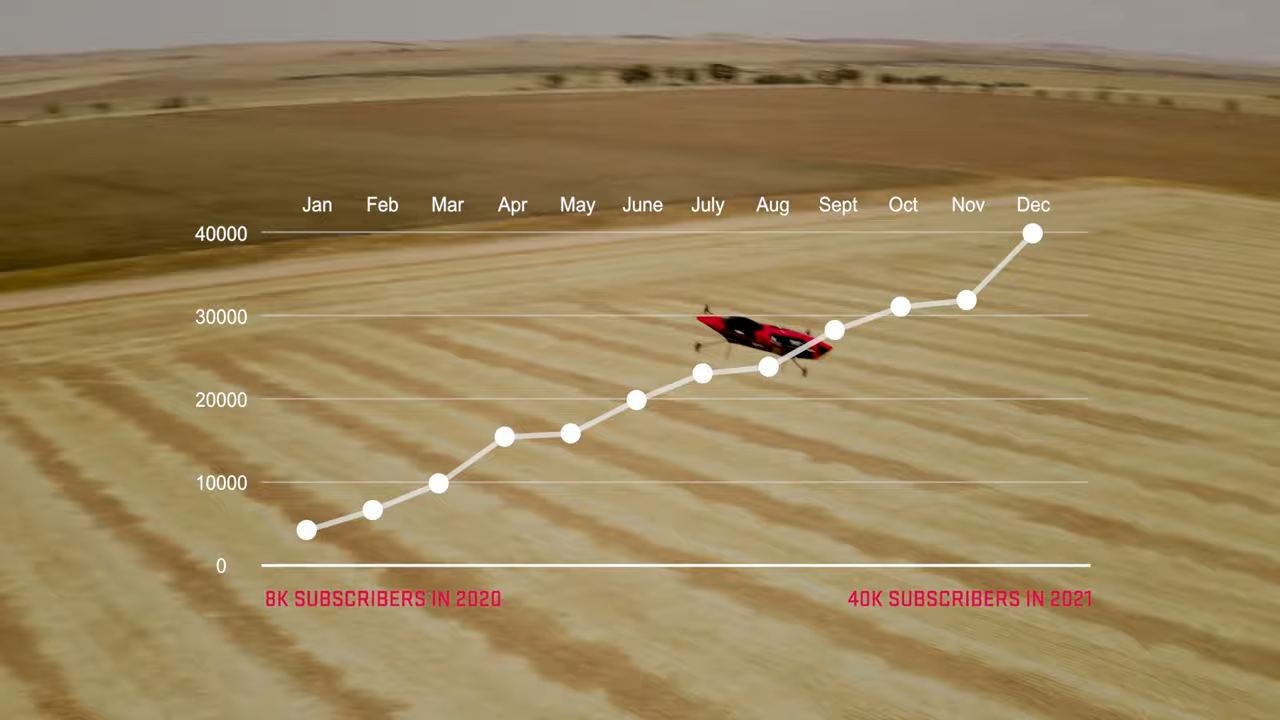 Jan Feb Mar Apr May June July Aug Sept Oct Nov Dec
40000
30000
20000
10000
0
8K SUBSCRIBERS IN 2020 40K SUBSCRIBERS IN 2021